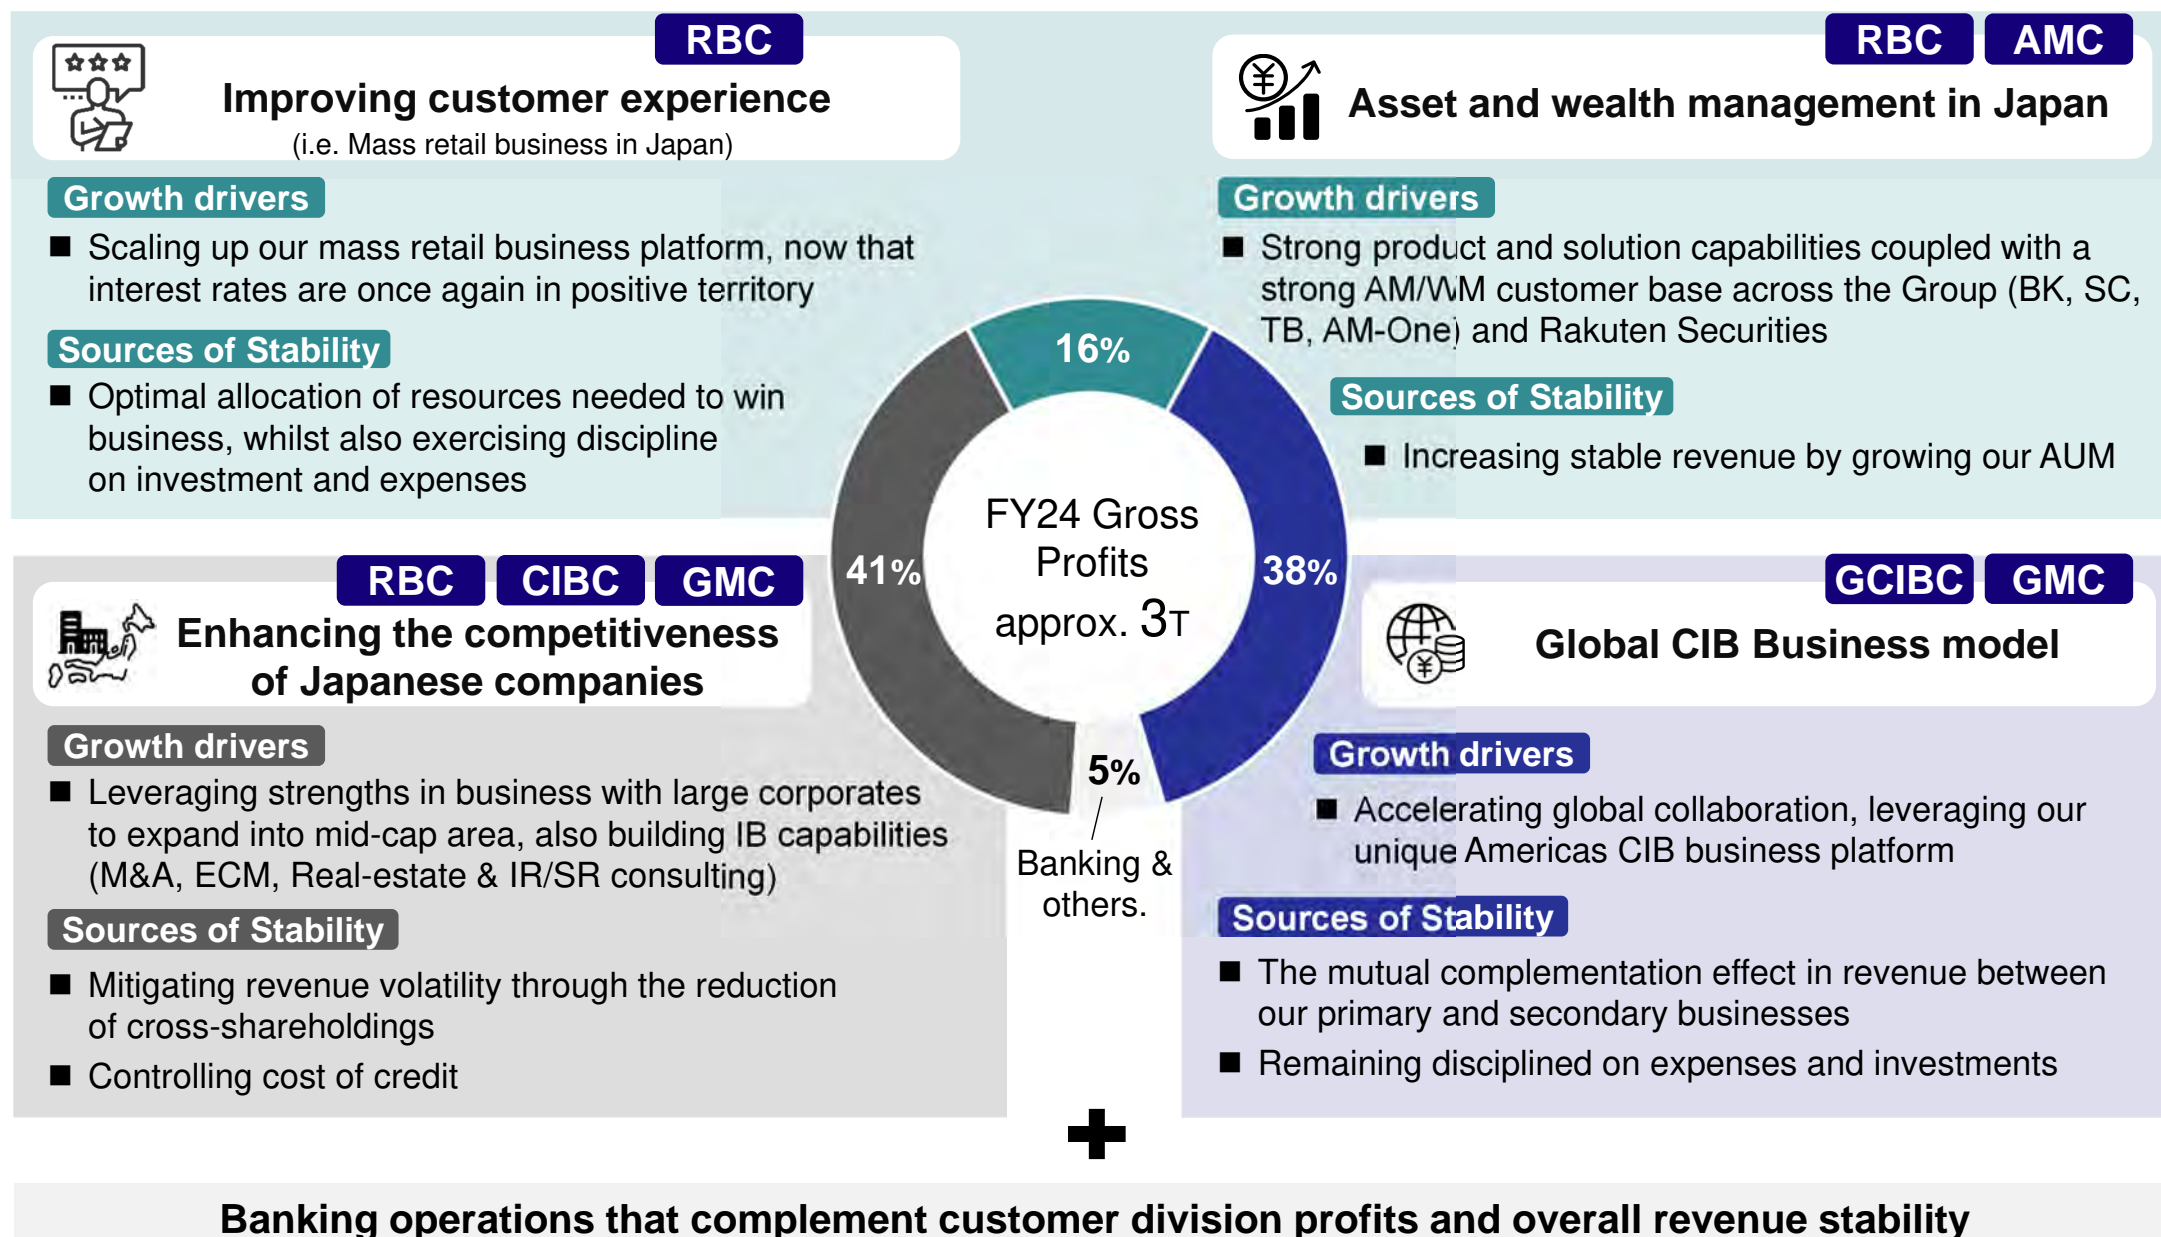 RBC
Improving customer experience
(i.e. Mass retail business in Japan)
Growth drivers
■ Scaling up our mass retail business platform, now that
interest rates are once again in positive territory
Sources of Stability
■ Optimal allocation of resources needed to win
business, whilst also exercising discipline
on investment and expenses
RBC AMC
Asset and wealth management in Japan
Growth drivers
■ Strong product and solution capabilities coupled with a
strong AM/WM customer base across the Group (BK, SC,
TB, AM-One) and Rakuten Securities
Sources of Stability
■ Increasing stable revenue by growing our AUM
16%
41%
38%
FY24 Gross
Profits
approx. 3T
5%
Banking &
others.
RBC CIBC GMC
Enhancing the competitiveness
of Japanese companies
Growth drivers
■ Leveraging strengths in business with large corporates
to expand into mid-cap area, also building IB capabilities
(M&A, ECM, Real-estate & IR/SR consulting)
Sources of Stability
■ Mitigating revenue volatility through the reduction
of cross-shareholdings
■ Controlling cost of credit
GCIBC GMC
Global CIB Business model
Growth drivers
■ Accelerating global collaboration, leveraging our
unique Americas CIB business platform
Sources of Stability
■ The mutual complementation effect in revenue between
our primary and secondary businesses
■ Remaining disciplined on expenses and investments
Banking operations that complement customer division profits and overall revenue stability